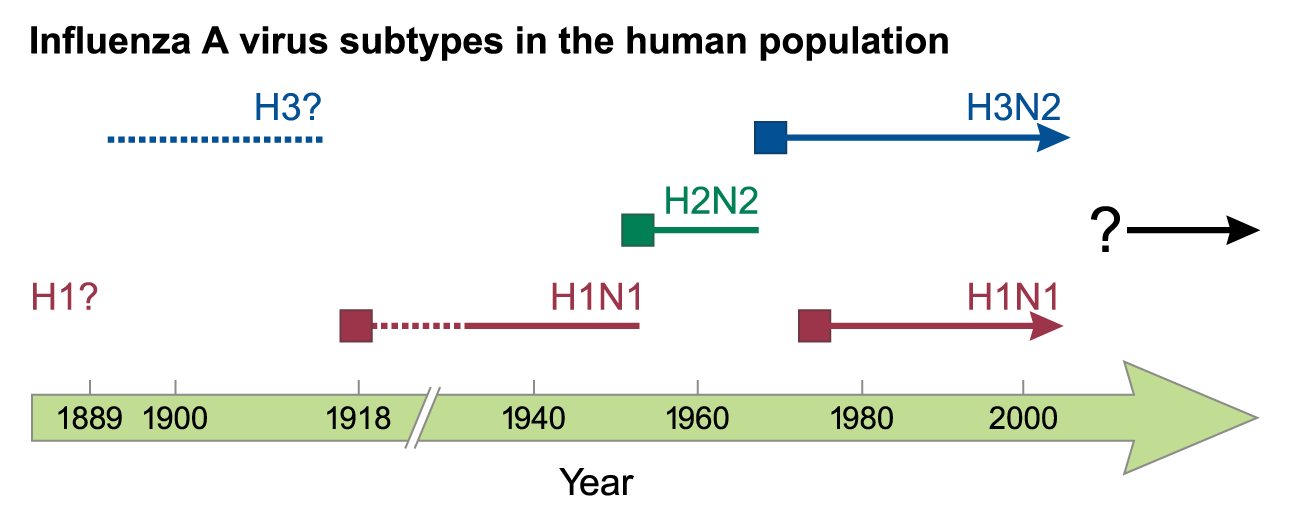 Influenza A virus subtypes in the human population
H3?
H3N2
H2N2
?
H1?
H1N1
H1N1
1889 1900 1918 1940 1960 1980 2000
Year